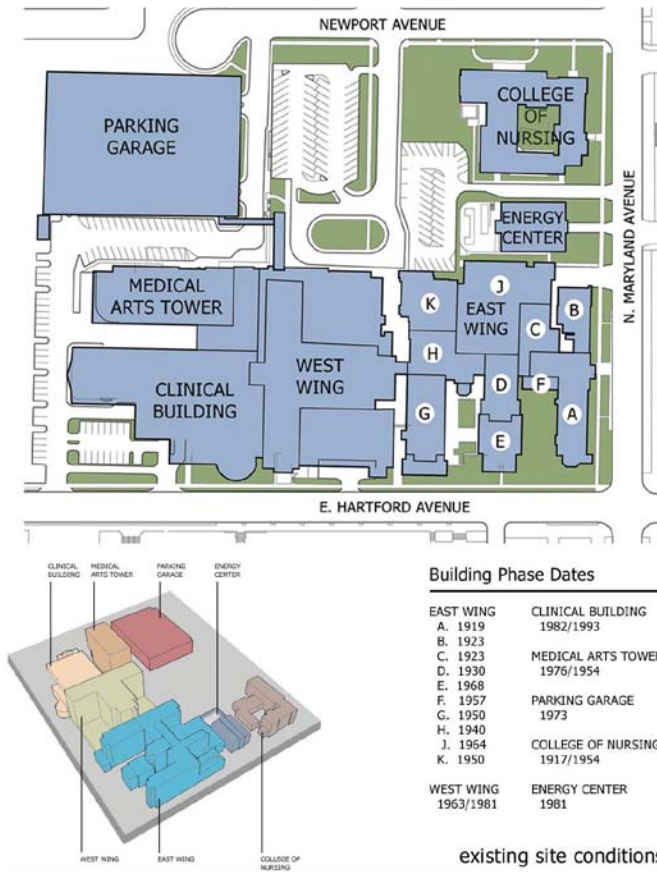 NEWPORT AVENUE
PARKING
GARAGE
COLLEGE
OF
NURSING
N. MARYLAND AVENUE
ENERGY
CENTER
MEDICAL
ARTS TOWER
J
EAST
WING
K
B
C
H
WEST
WING
CLINICAL
BUILDING
D
F
G
A
E
E. HARTFORD AVENUE
CLINICAL
BUILDING
MEDICAL
ARTS TOWER
PARKING
GARAGE
ENERGY
CENTER
WEST WING
EAST WING
COLLEGE OF
NURSING
Building Phase Dates
EAST WING
A. 1919
B. 1923
C. 1923
D. 1930
E. 1968
F. 1957
G. 1950
H. 1940
J. 1964
K. 1950
WEST WING
1963/1981
CLINICAL BUILDING
1982/1993
MEDICAL ARTS TOWER
1976/1954
PARKING GARAGE
1973
COLLEGE OF NURSING
1917/1954
ENERGY CENTER
1981
existing site conditions